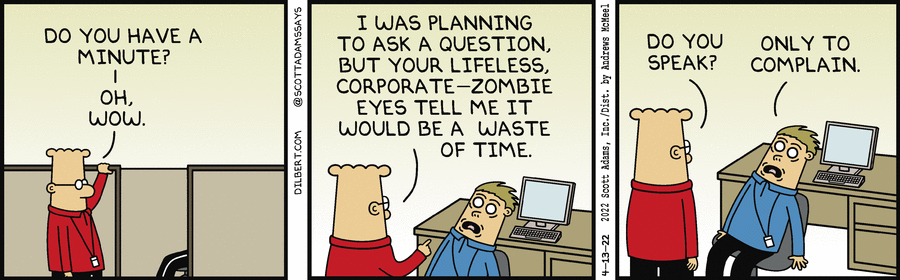 DO YOU HAVE A
MINUTE?
OH,
WOW.
DILBERT.COM @SCOTTADAMSSAYS
I WAS PLANNING
TO ASK A QUESTION,
BUT YOUR LIFELESS,
CORPORATE-ZOMBIE
EYES TELL ME IT
WOULD BE A WASTE
OF TIME.
4-13-22 2022 Scott Adams, Inc./Dist. by Andrews McMeel
DO YOU
SPEAK?
ONLY TO
COMPLAIN.